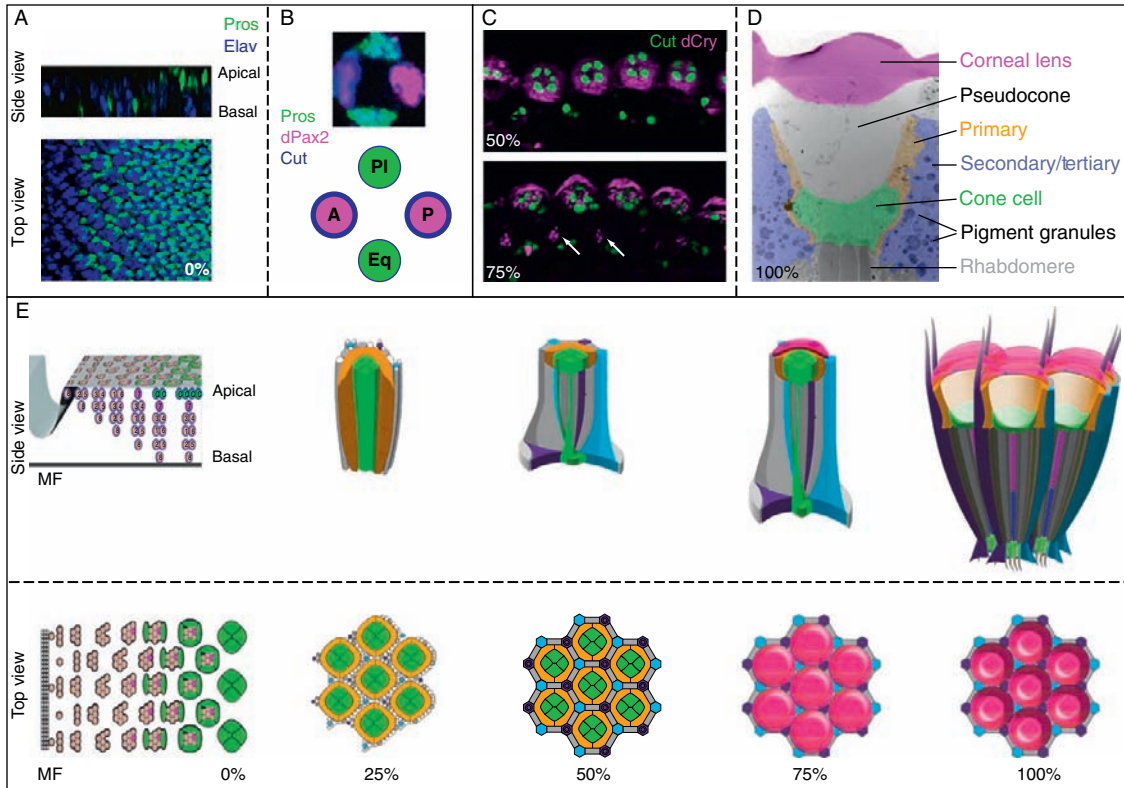 A
Pros
Elav
Side view
Apical
Basal
Top view
0%
B
Pros
dPax2
Cut
Pl
A
P
Eq
C
Cut dCry
50%
75%
D
Corneal lens
Pseudocone
Primary
Secondary/tertiary
Cone cell
Pigment granules
Rhabdomere
100%
E
Side view
Apical
Basal
MF
Top view
MF
0%
25%
50%
75%
100%